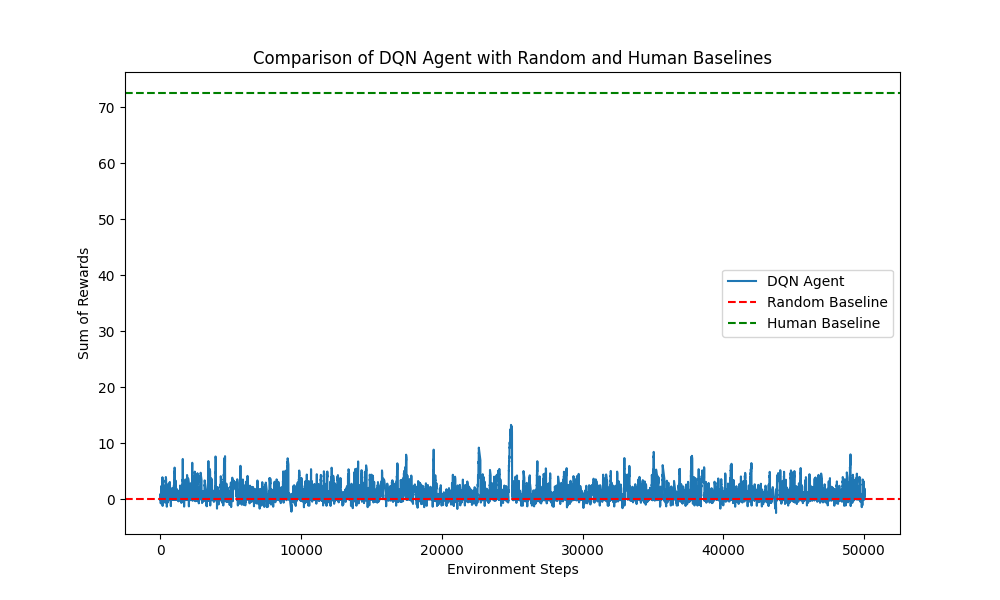 Comparison of DQN Agent with Random and Human Baselines
Sum of Rewards
70
60
50
40
30
20
10
0
DQN Agent
Random Baseline
Human Baseline
0 10000 20000 30000 40000 50000
Environment Steps